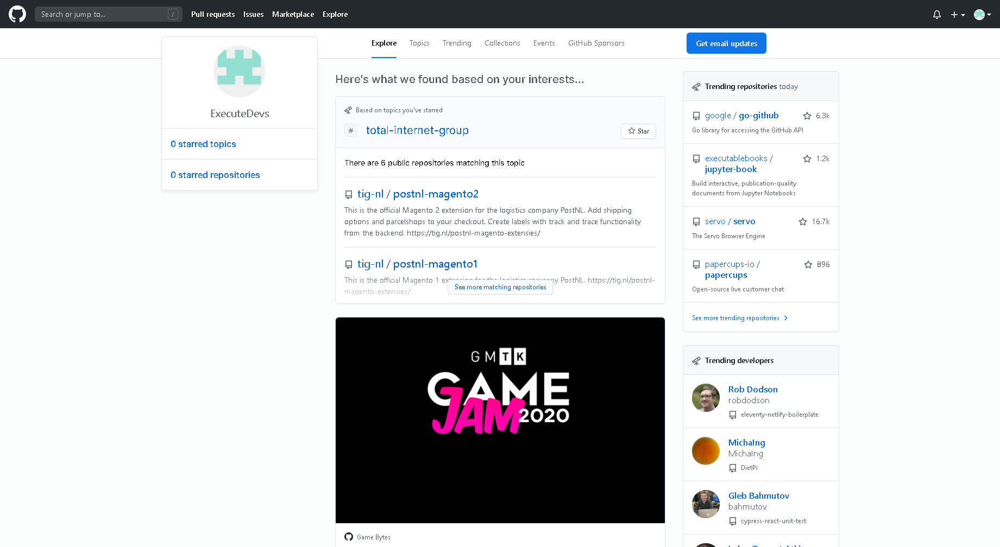 Search or jump to...
/
Pull requests
Issues
Marketplace
Explore
Explore
Topics
Trending
Collections
Events
GitHub Sponsors
Get email updates
ExecuteDevs
0 starred topics
0 starred repositories
Here's what we found based on your interests...
Based on topics you've starred
# total-internet-group
Star
There are 6 public repositories matching this topic
tig-nl / postnl-magento2
This is the official Magento 2 extension for the logistics company PostNL. Add shipping
options and parcelshops to your checkout. Create labels with track and trace functionality
from the backend. https://tig.nl/postnl-magento-extensies/
tig-nl / postnl-magento1
This is the official Magento 1 extension for the logistics company PostNL. https://tig.nl/postnl-
magento-extensies/
See more matching repositories
GMTK
GAME
JAM
2020
Game Bytes
Trending repositories today
google / go-github
6.3k
Go library for accessing the GitHub API
executablebooks /
jupyter-book
1.2k
Build interactive, publication-quality
documents from Jupyter Notebooks
servo / servo
16.7k
The Servo Browser Engine
papercups-io /
papercups
896
Open-source live customer chat
See more trending repositories
Trending developers
Rob Dodson
robdodson
eleventy-netlify-boilerplate
MichaIng
MichaIng
DietPi
Gleb Bahmutov
bahmutov
cypress-react-unit-test